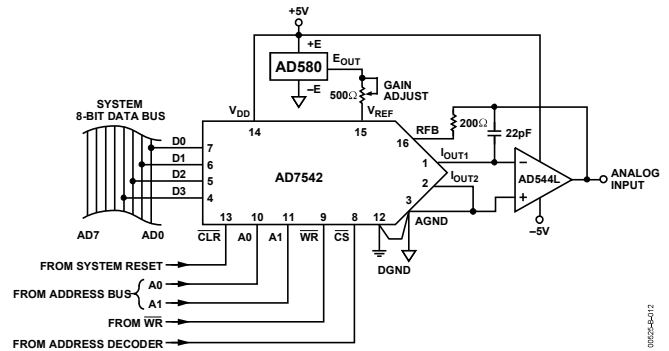 +5V
+E
AD580
EOUT
–E
500Ω
GAIN
ADJUST
SYSTEM
8-BIT DATA BUS
VDD
VREF
14
15
RFB
200Ω
22pF
16
D0
7
D1
6
D2
5
D3
4
AD7542
1
IOUT1
2
IOUT2
3
AGND
–
+
AD544L
ANALOG
INPUT
–5V
13
10
11
9
8
12
AD7
AD0
CLR
A0
A1
WR
CS
DGND
FROM SYSTEM RESET
FROM ADDRESS BUS
A0
A1
FROM WR
FROM ADDRESS DECODER
00525-B-012